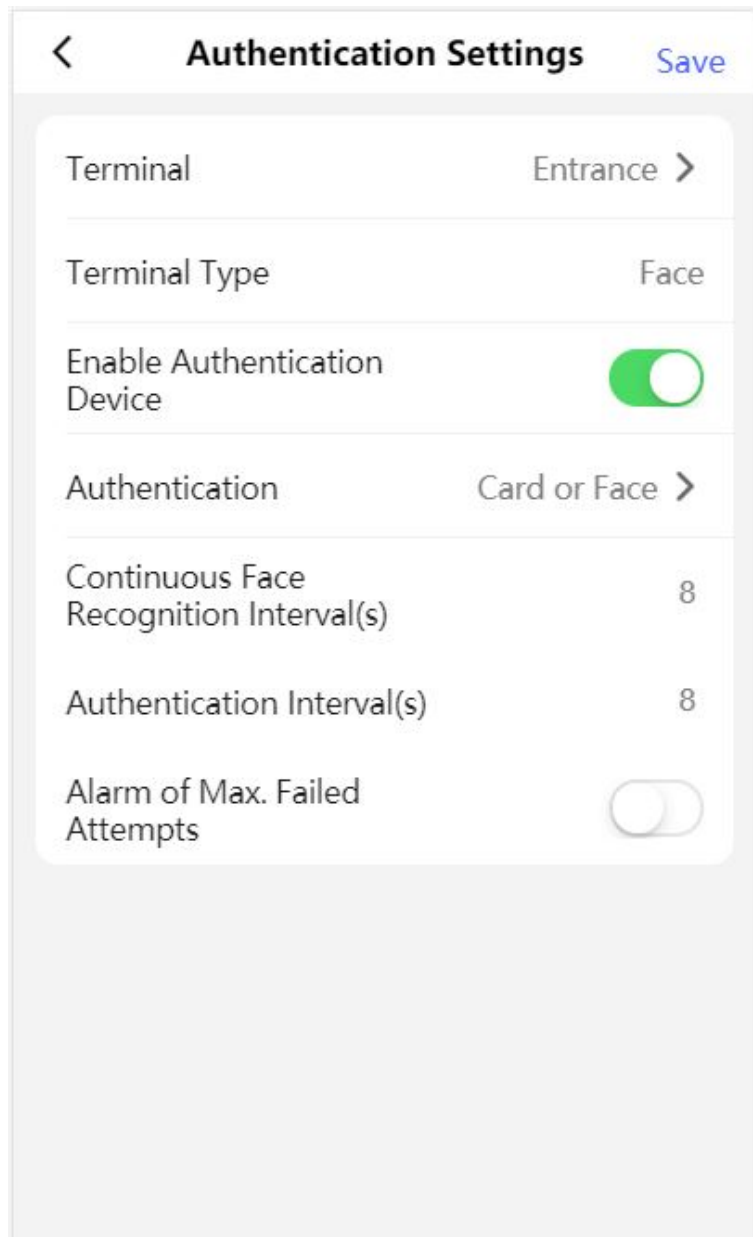 Authentication Settings
Save
Terminal
Entrance
Terminal Type
Face
Enable Authentication
Device
Authentication
Card or Face
Continuous Face
Recognition Interval(s)
8
Authentication Interval(s)
8
Alarm of Max. Failed
Attempts